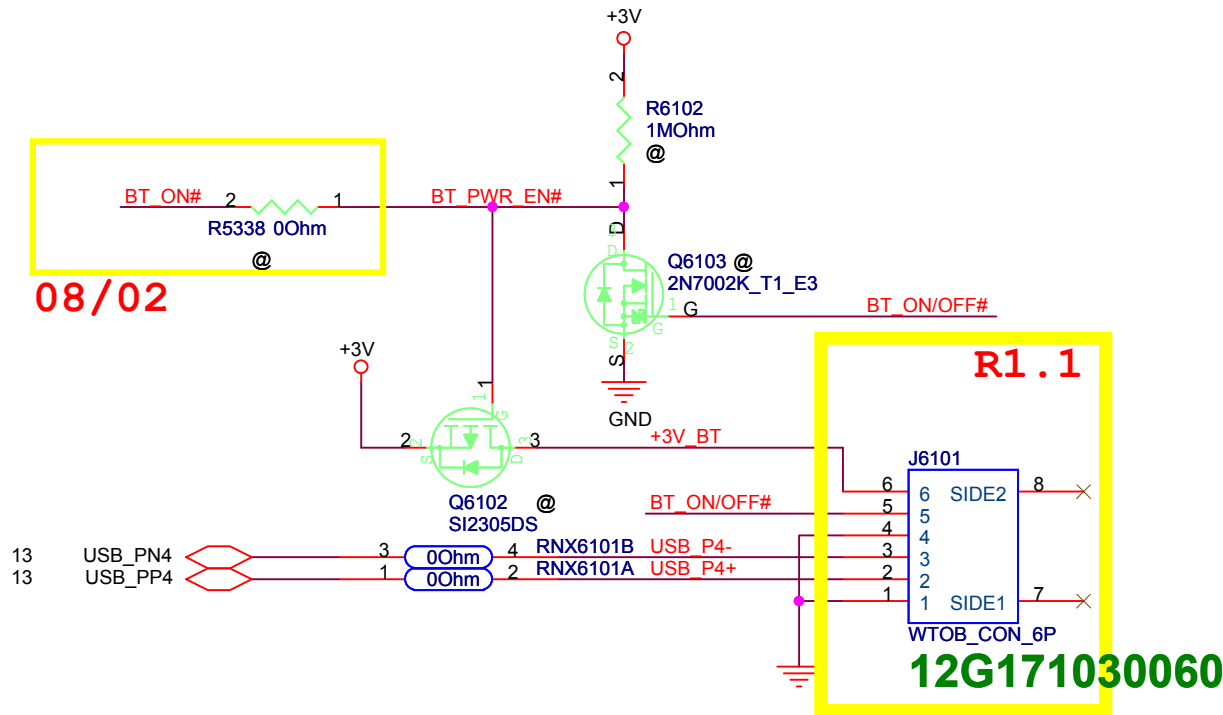 +3V
2
R6102
1MOhm
@
1
BT_ON#
2
1
BT_PWR_EN#
R5338 0Ohm
@
08/02
3
D
D
Q6103 @
2N7002K_T1_E3
1
G
BT_ON/OFF#
G
S
2
S
GND
+3V
R1.1
1
1
G
2
2
S
3
3
D
+3V_BT
Q6102
@
SI2305DS
J6101
6
6
SIDE2
8
BT_ON/OFF#
5
5
4
4
13
USB_PN4
3
0Ohm
4
RNX6101B
USB_P4-
3
3
13
USB_PP4
1
0Ohm
2
RNX6101A
USB_P4+
2
2
1
1
SIDE1
7
WTOB_CON_6P
12G171030060